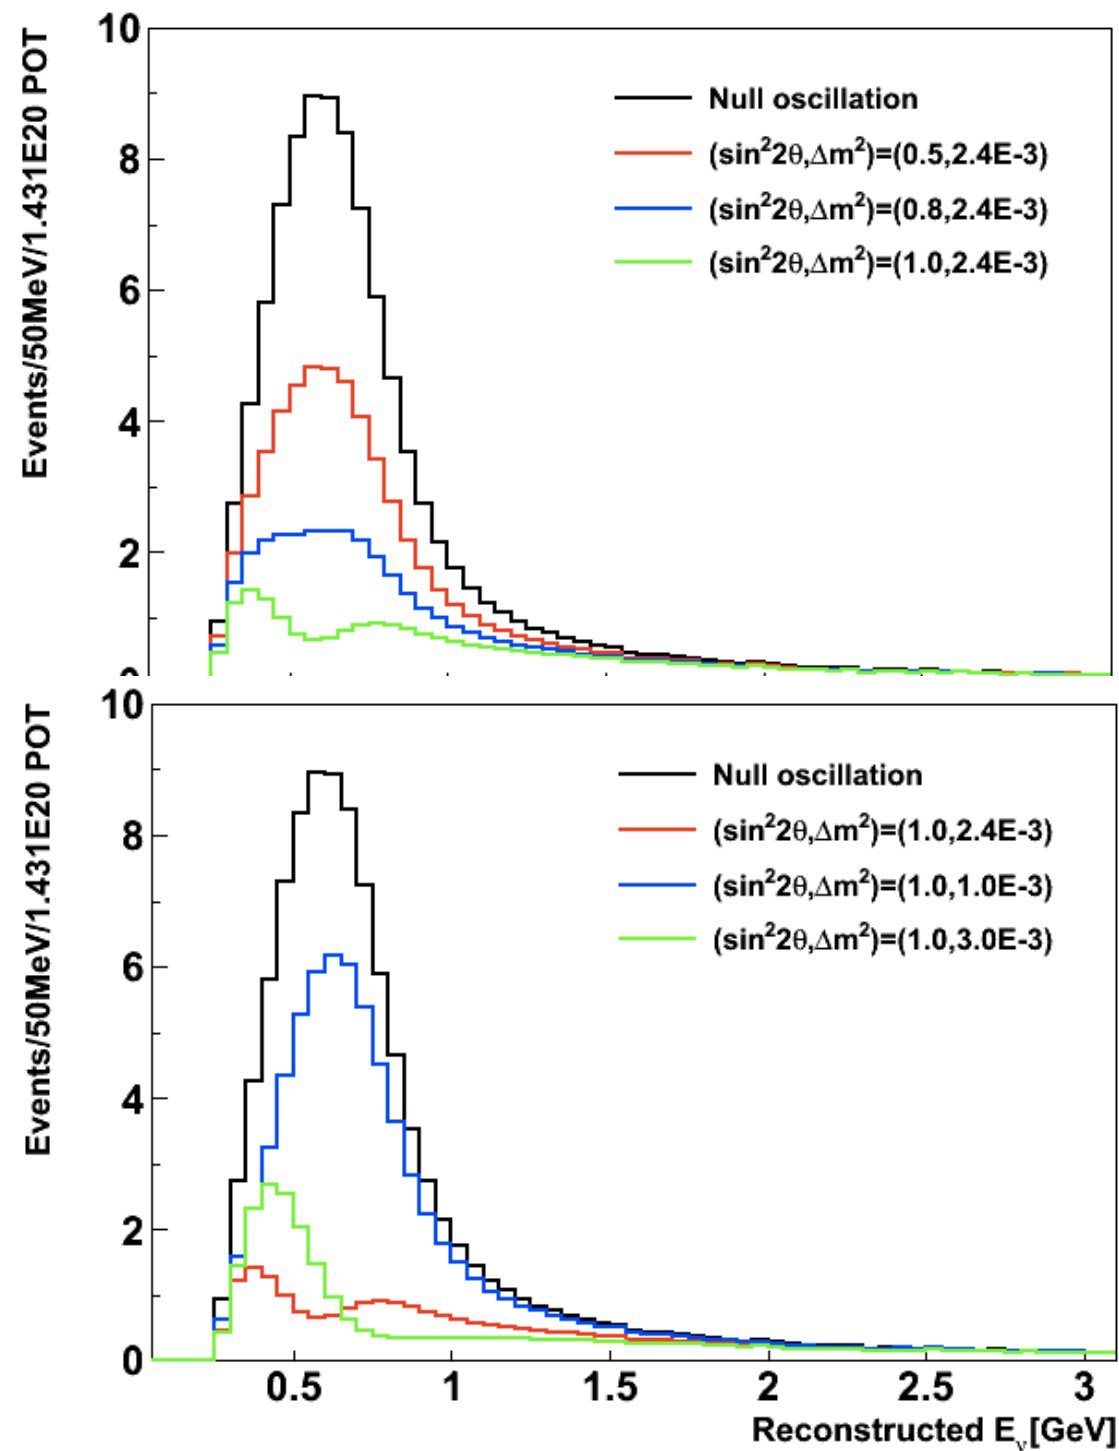 Events/50MeV/1.431E20 POT
10
8
6
4
2
0
Null oscillation
(sin²2θ,Δm²)=(0.5,2.4E-3)
(sin²2θ,Δm²)=(0.8,2.4E-3)
(sin²2θ,Δm²)=(1.0,2.4E-3)
Events/50MeV/1.431E20 POT
10
8
6
4
2
0
Null oscillation
(sin²2θ,Δm²)=(1.0,2.4E-3)
(sin²2θ,Δm²)=(1.0,1.0E-3)
(sin²2θ,Δm²)=(1.0,3.0E-3)
0.5 1 1.5 2 2.5 3
Reconstructed Eᵥ[GeV]